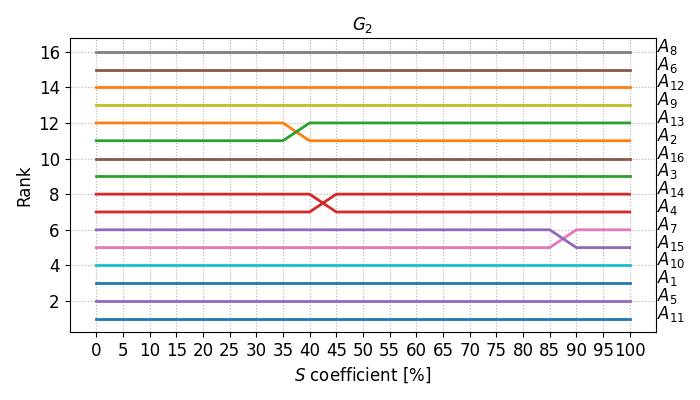 G₂
16
14
12
10
8
6
4
2
Rank
A₈
A₆
A₁₂
A₉
A₁₃
A₂
A₁₆
A₃
A₁₄
A₄
A₇
A₁₅
A₁₀
A₁
A₅
A₁₁
0 5 10 15 20 25 30 35 40 45 50 55 60 65 70 75 80 85 90 95 100
S coefficient [%]